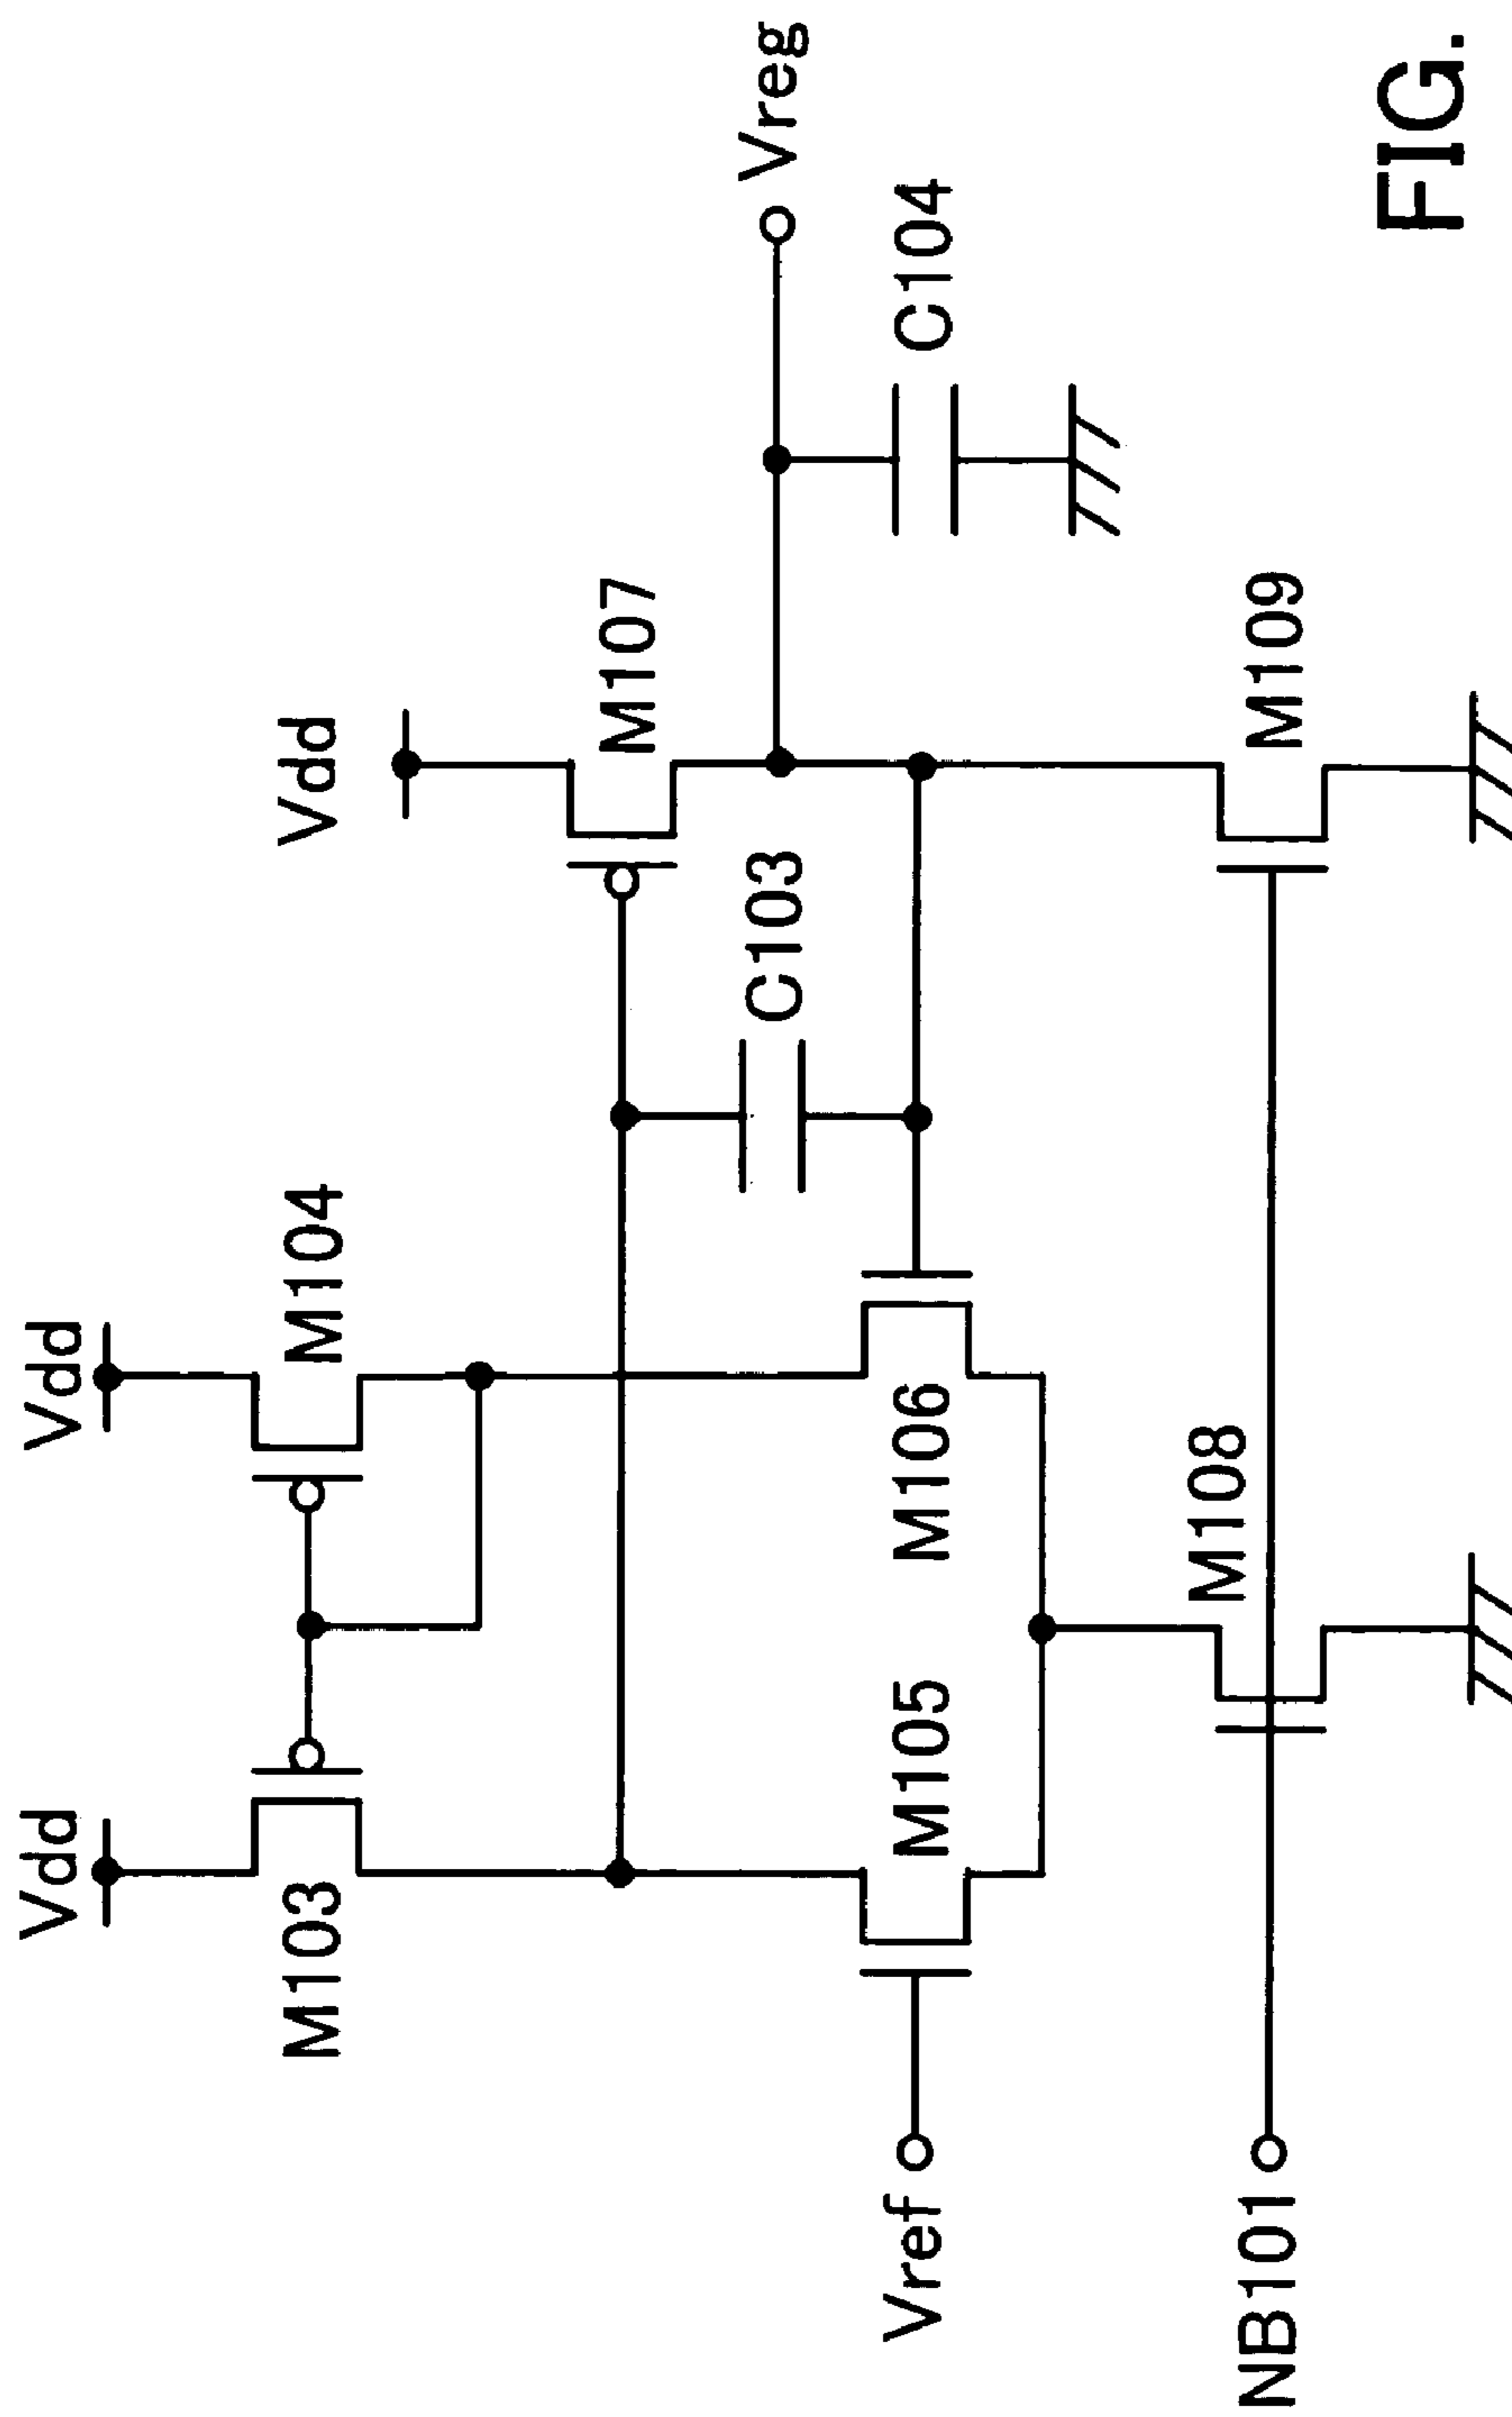 Vdd
Vdd
M103
M104
Vdd
M107
Vreg
C103
C104
Vref
M105
M106
M108
M109
NB101
FIG.